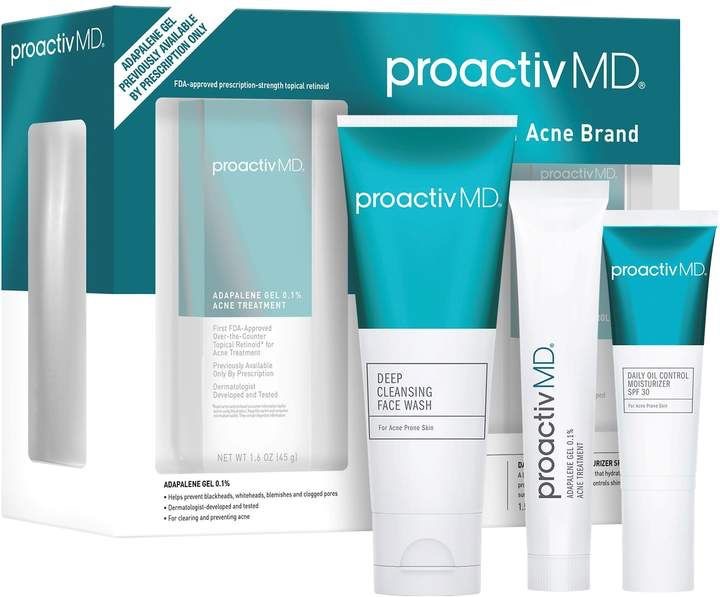 proactivMD®
ADAPALENE GEL
PREVIOUSLY AVAILABLE
BY PRESCRIPTION ONLY
FDA-approved prescription-strength topical retinoid
proactivMD®
Acne Brand
proactivMD®
ADAPALENE GEL 0.1%
ACNE TREATMENT
First FDA-Approved
Over-the-Counter
Topical Retinoid* for
Acne Treatment
Previously Available
Only By Prescription
Dermatologist
Developed and Tested
NET WT 1.6 OZ (45 g)
ADAPALENE GEL 0.1%
• Helps prevent blackheads, whiteheads, blemishes and clogged pores
• Dermatologist-developed and tested
• For clearing and preventing acne
proactivMD®
DEEP
CLEANSING
FACE WASH
For Acne Prone Skin
proactivMD
proactivMD®
ADAPALENE GEL 0.1%
ACNE TREATMENT
proactivMD®
DAILY OIL CONTROL
MOISTURIZER
SPF 30
For Acne Prone Skin